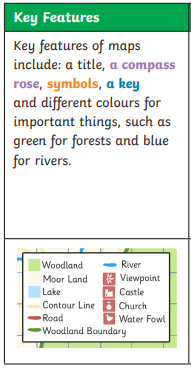 Key Features
Key features of maps
include: a title, a compass
rose, symbols, a key
and different colours for
important things, such as
green for forests and blue
for rivers.
Woodland
Moor Land
Lake
Contour Line
Road
Woodland Boundary
River
Viewpoint
Castle
Church
Water Fowl